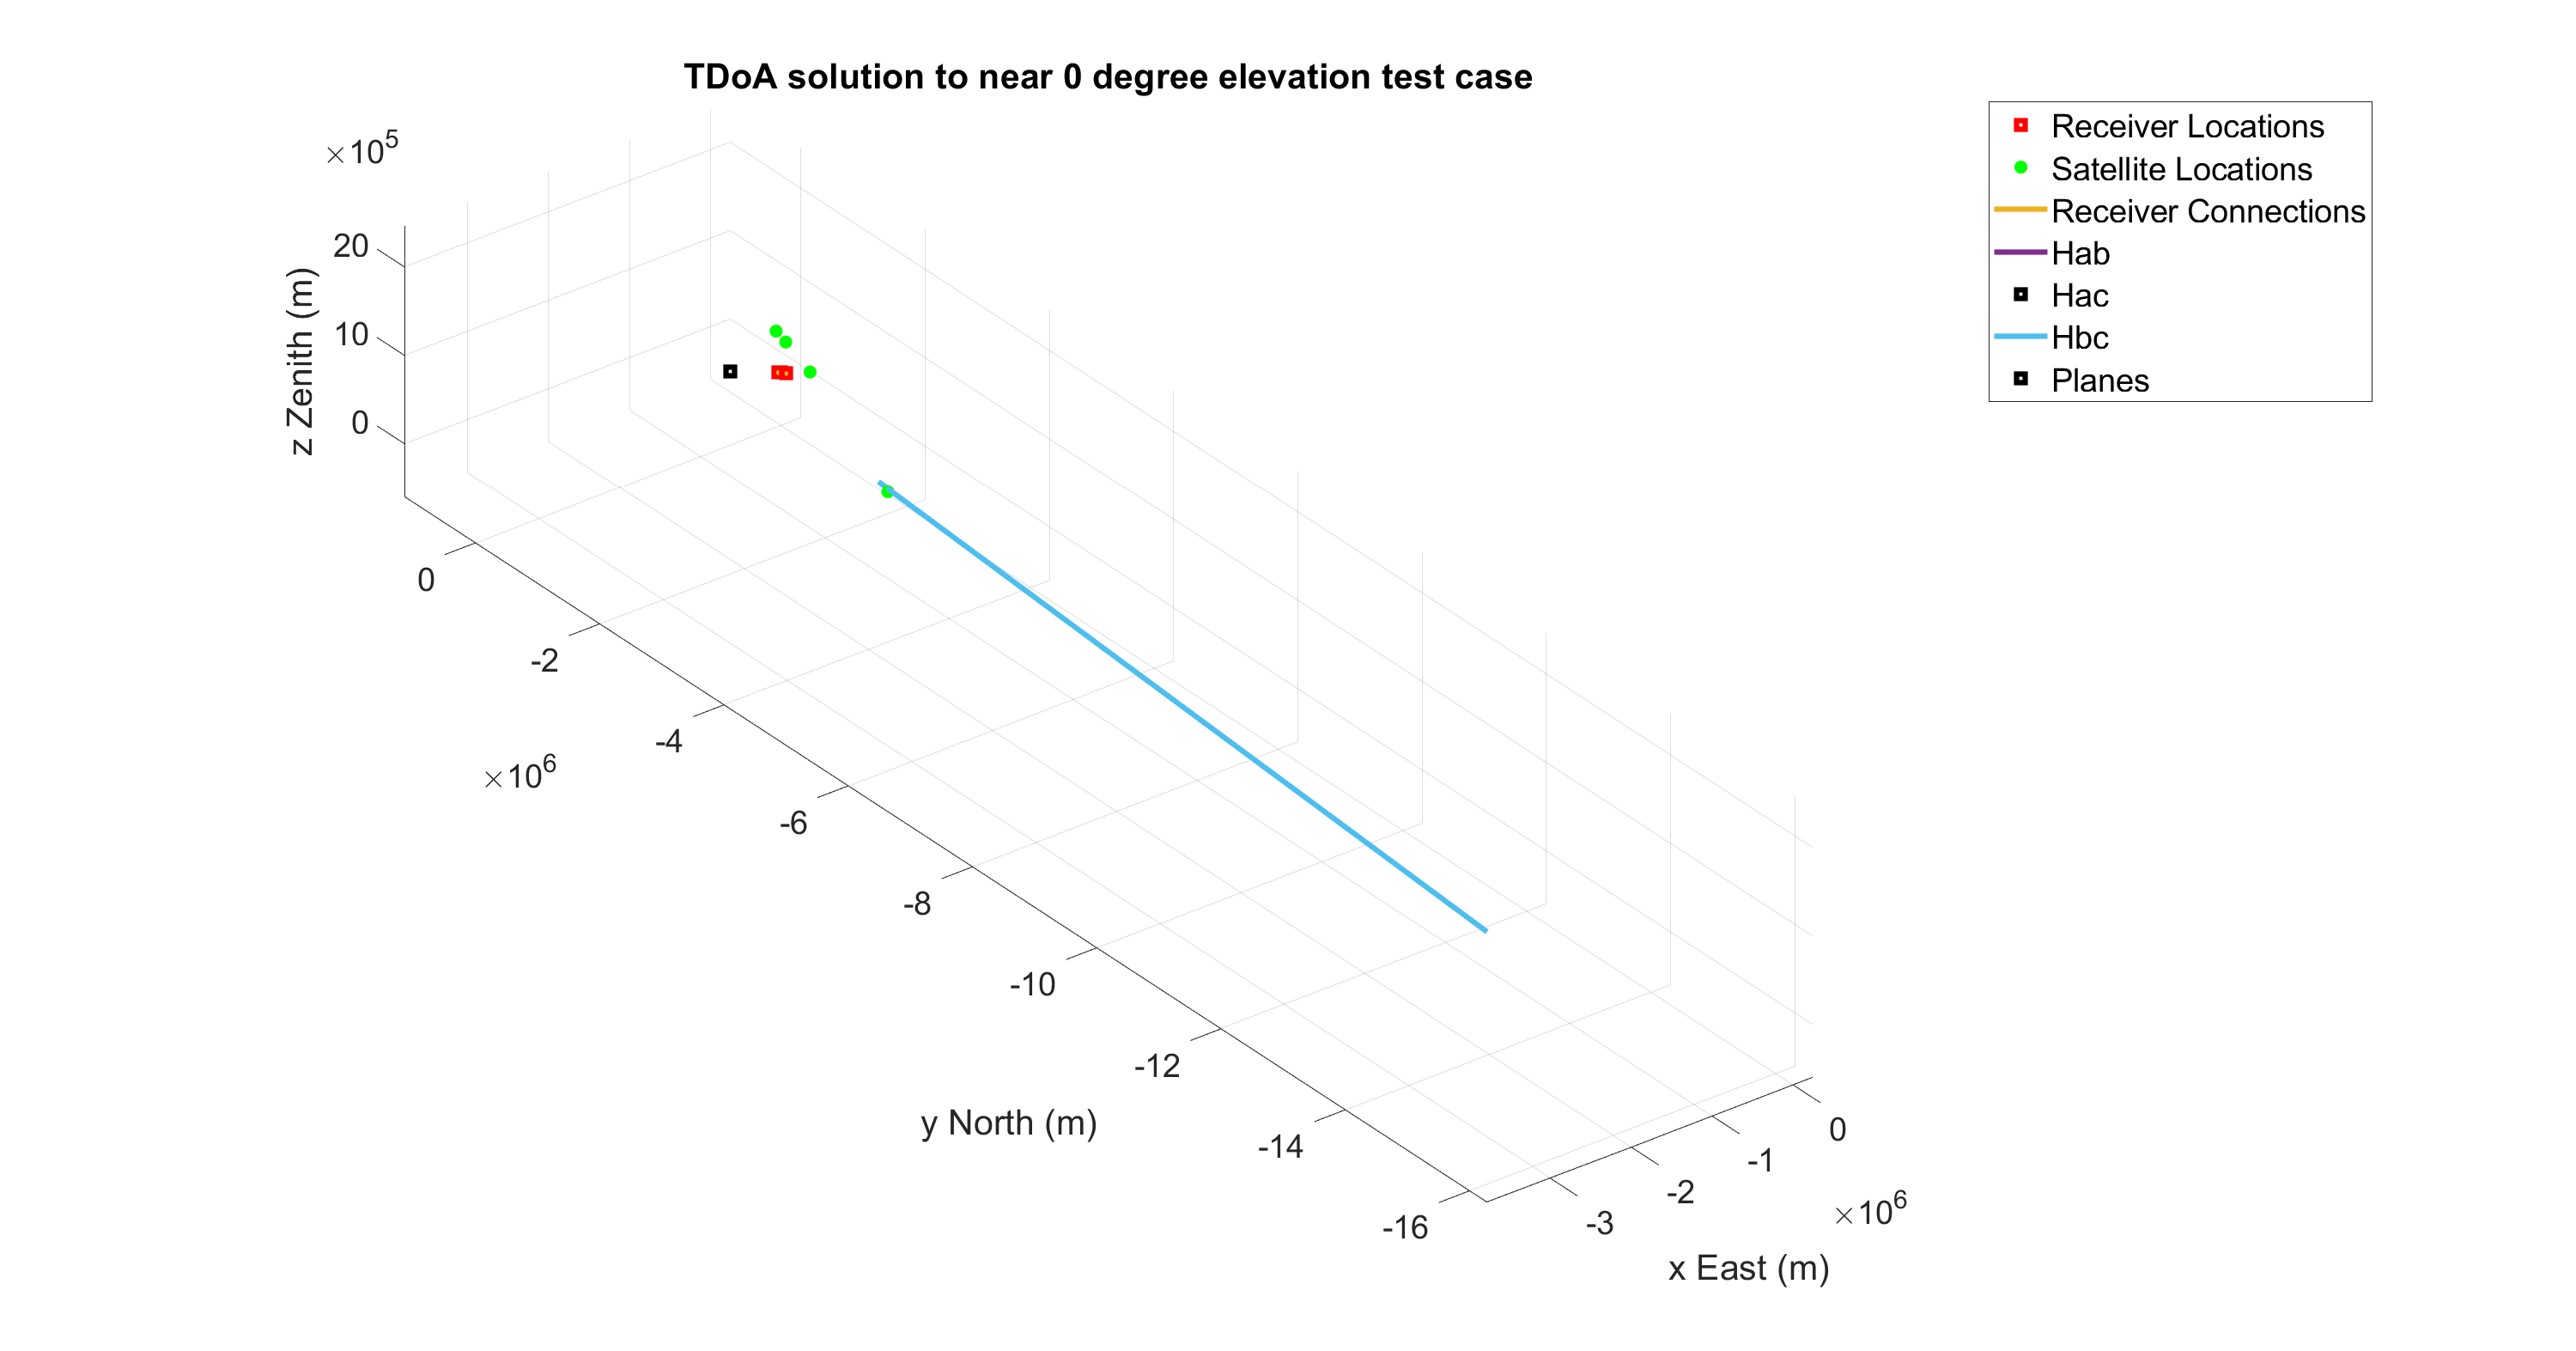 TDoA solution to near 0 degree elevation test case
×10^5
20
10
0
z Zenith (m)
0
-2
-4
-6
-8
-10
-12
-14
-16
×10^6
y North (m)
0
-1
-2
-3
×10^6
x East (m)
Receiver Locations
Satellite Locations
Receiver Connections
Hab
Hac
Hbc
Planes